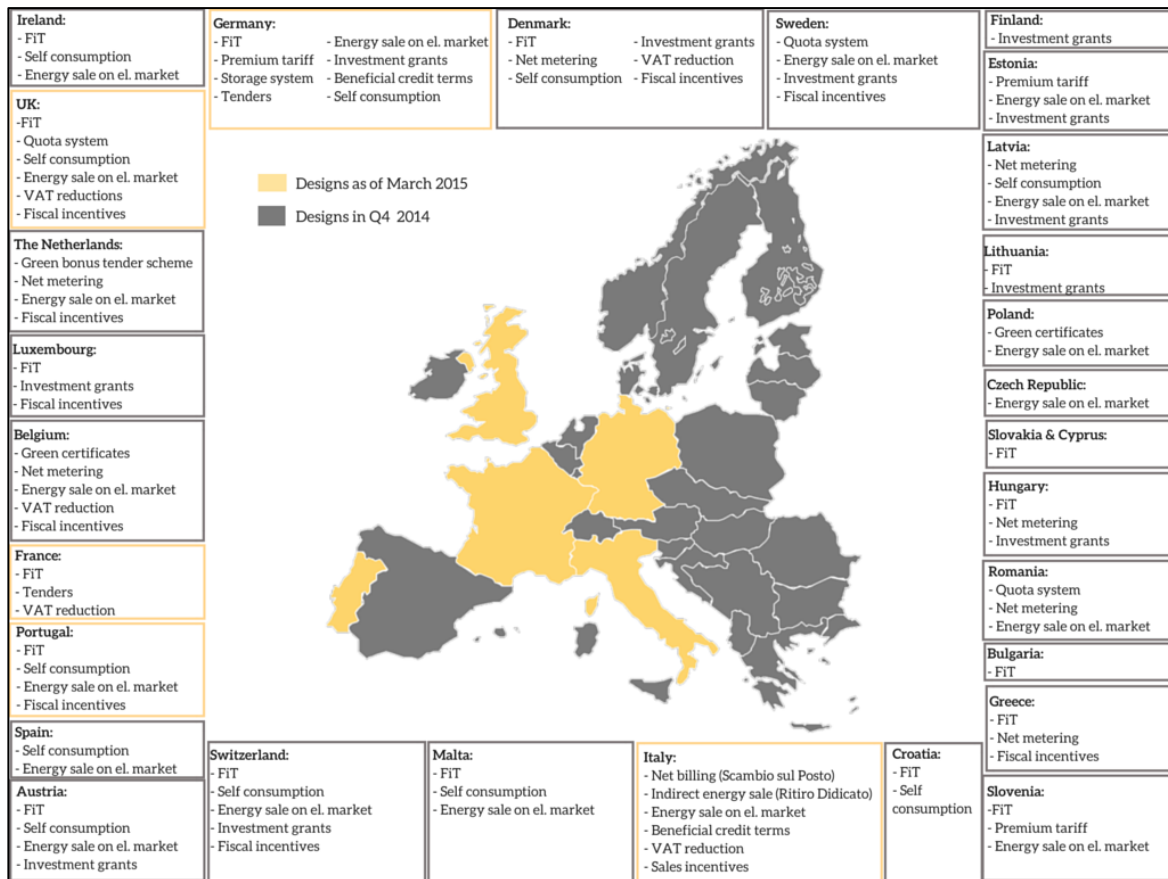 Ireland:
- FiT
- Self consumption
- Energy sale on el. market
Germany:
- FiT
- Premium tariff
- Storage system
- Tenders
- Energy sale on el. market
- Investment grants
- Beneficial credit terms
- Self consumption
Denmark:
- FiT
- Net metering
- Self consumption
- Investment grants
- VAT reduction
- Fiscal incentives
Sweden:
- Quota system
- Energy sale on el. market
- Investment grants
- Fiscal incentives
Finland:
- Investment grants
Estonia:
- Premium tariff
- Energy sale on el. market
- Investment grants
UK:
-FiT
- Quota system
- Self consumption
- Energy sale on el. market
- VAT reductions
- Fiscal incentives
Latvia:
- Net metering
- Self consumption
- Energy sale on el. market
- Investment grants
Designs as of March 2015
Designs in Q4 2014
The Netherlands:
- Green bonus tender scheme
- Net metering
- Energy sale on el. market
- Fiscal incentives
Lithuania:
- FiT
- Investment grants
Poland:
- Green certificates
- Energy sale on el. market
Luxembourg:
- FiT
- Investment grants
- Fiscal incentives
Czech Republic:
- Energy sale on el. market
Belgium:
- Green certificates
- Net metering
- Energy sale on el. market
- VAT reduction
- Fiscal incentives
Slovakia & Cyprus:
- FiT
Hungary:
- FiT
- Net metering
- Investment grants
France:
- FiT
- Tenders
- VAT reduction
Romania:
- Quota system
- Net metering
- Energy sale on el. market
Portugal:
- FiT
- Self consumption
- Energy sale on el. market
- Fiscal incentives
Bulgaria:
- FiT
Greece:
- FiT
- Net metering
- Fiscal incentives
Spain:
- Self consumption
- Energy sale on el. market
Austria:
- FiT
- Self consumption
- Energy sale on el. market
- Investment grants
Switzerland:
- FiT
- Self consumption
- Energy sale on el. market
- Investment grants
- Fiscal incentives
Malta:
- FiT
- Self consumption
- Energy sale on el. market
Italy:
- Net billing (Scambio sul Posto)
- Indirect energy sale (Ritiro Didicato)
- Energy sale on el. market
- Beneficial credit terms
- VAT reduction
- Sales incentives
Croatia:
- FiT
- Self
consumption
Slovenia:
-FiT
- Premium tariff
- Energy sale on el. market